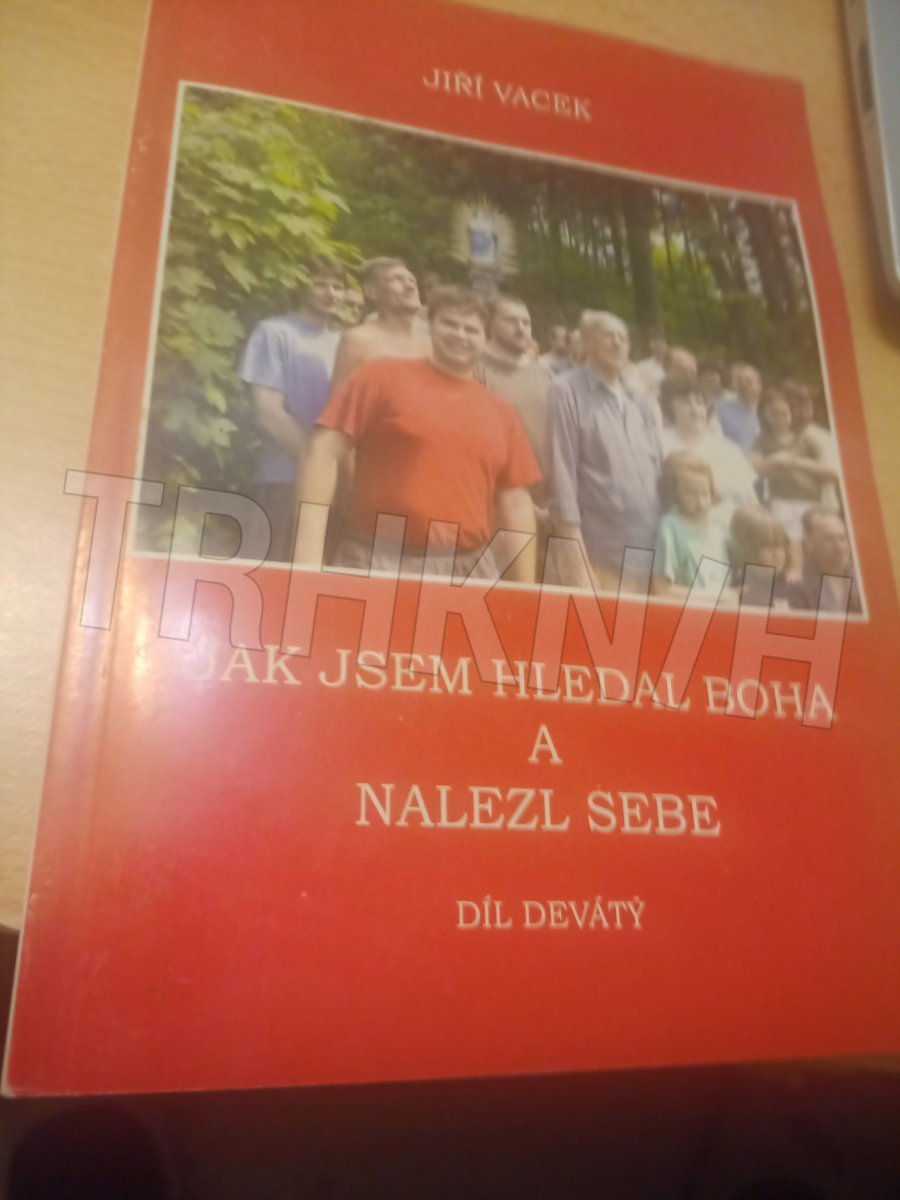 JIŘÍ VACEK
TRHKNIH
JAK JSEM HLEDAL BOHA
A
NALEZL SEBE
DÍL DEVÁTÝ